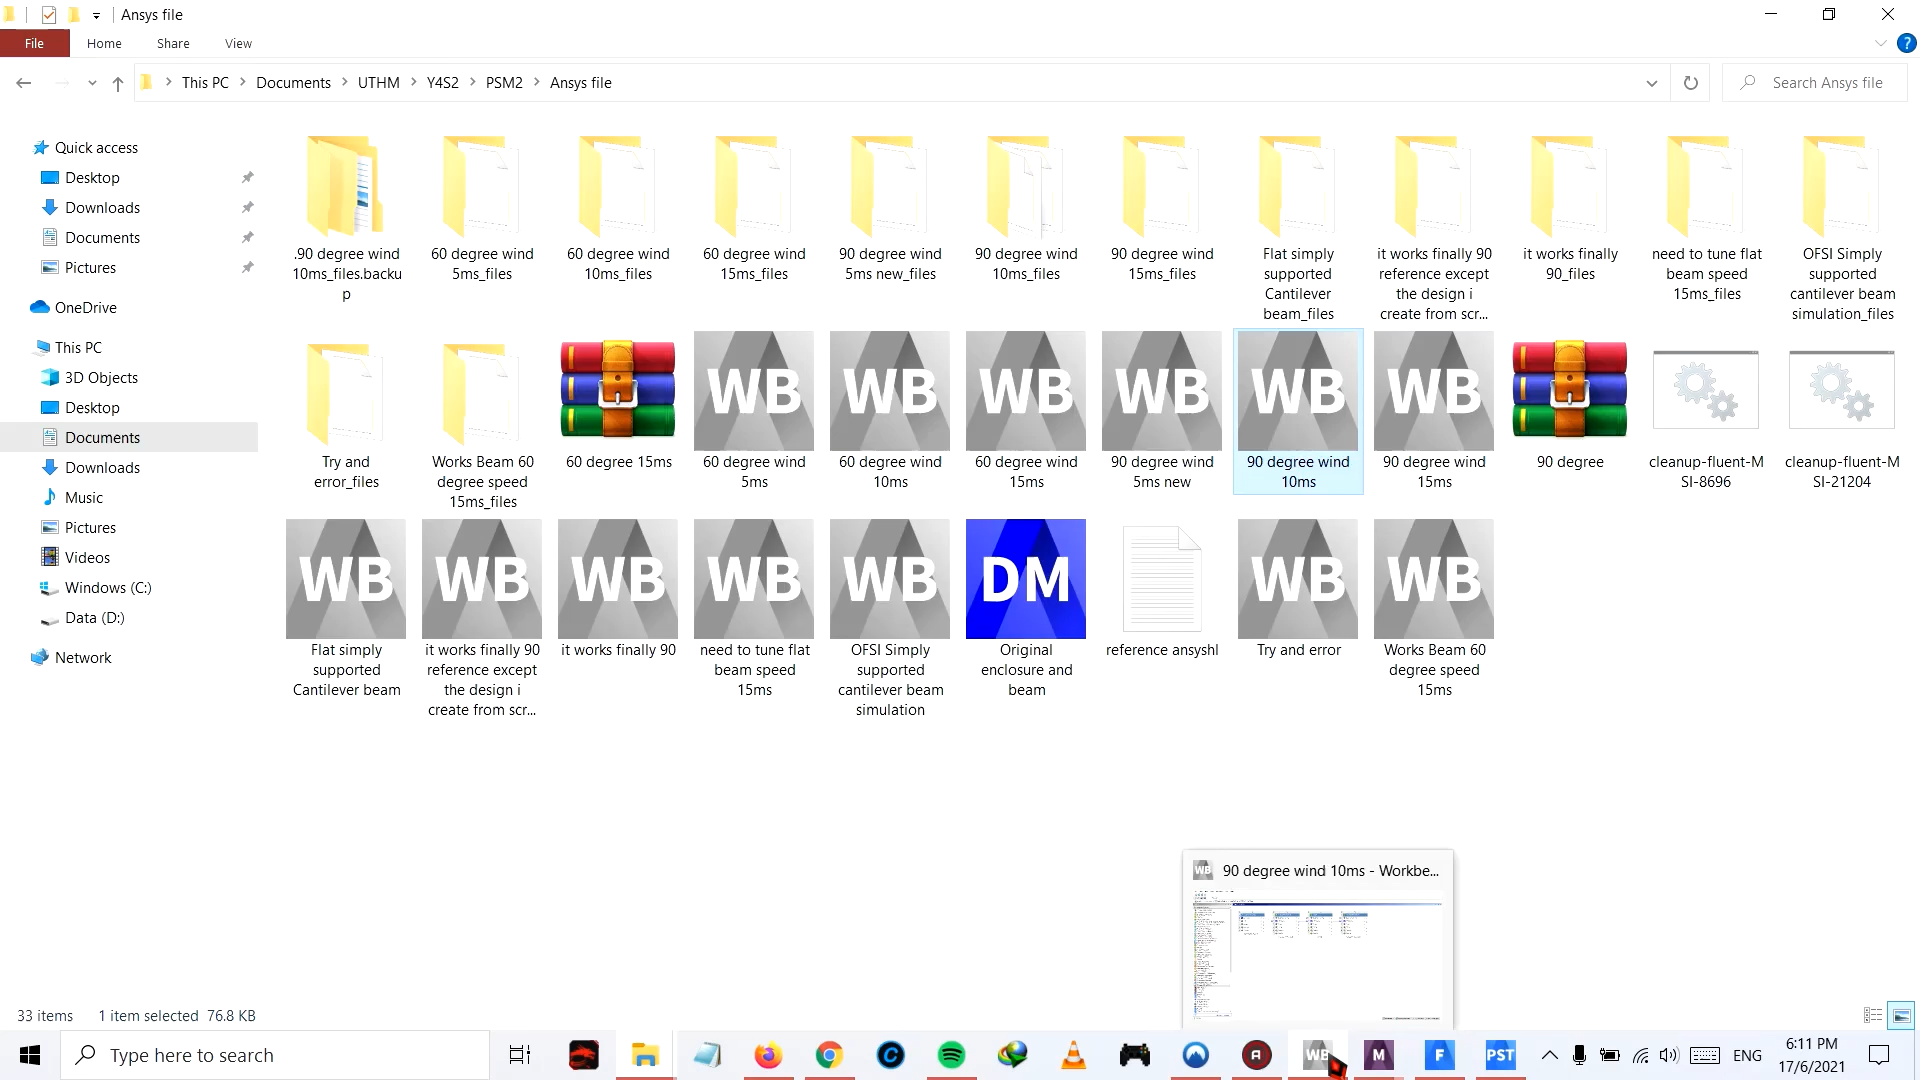 Ansys file
File Home Share View
This PC Documents UTHM Y4S2 PSM2 Ansys file
Search Ansys file
Quick access
Desktop
Downloads
Documents
Pictures
OneDrive
This PC
3D Objects
Desktop
Documents
Downloads
Music
Pictures
Videos
Windows (C:)
Data (D:)
Network
.90 degree wind
10ms_files.backu
p
60 degree wind
5ms_files
60 degree wind
10ms_files
60 degree wind
15ms_files
90 degree wind
5ms new_files
90 degree wind
10ms_files
90 degree wind
15ms_files
Flat simply
supported
Cantilever
beam_files
it works finally 90
reference except
the design i
create from scr...
it works finally
90_files
need to tune flat
beam speed
15ms_files
OFSI Simply
supported
cantilever beam
simulation_files
Try and
error_files
Works Beam 60
degree speed
15ms_files
60 degree 15ms
WB
60 degree wind
5ms
WB
60 degree wind
10ms
WB
60 degree wind
15ms
WB
90 degree wind
5ms new
WB
90 degree wind
10ms
WB
90 degree wind
15ms
90 degree
cleanup-fluent-M
SI-8696
cleanup-fluent-M
SI-21204
WB
Flat simply
supported
Cantilever beam
WB
it works finally 90
reference except
the design i
create from scr...
WB
it works finally 90
WB
need to tune flat
beam speed
15ms
WB
OFSI Simply
supported
cantilever beam
simulation
DM
Original
enclosure and
beam
reference ansyshl
WB
Try and error
WB
Works Beam 60
degree speed
15ms
WB 90 degree wind 10ms - Workbe...
33 items 1 item selected 76.8 KB
Type here to search
WB
M
F
PST
ENG
6:11 PM
17/6/2021